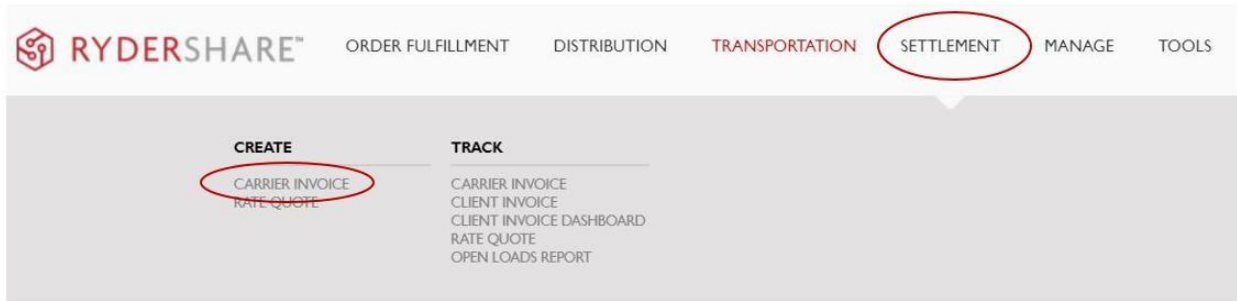 RYDERSHARE™ ORDER FULFILLMENT DISTRIBUTION TRANSPORTATION SETTLEMENT MANAGE TOOLS
CREATE
CARRIER INVOICE
RATE QUOTE
TRACK
CARRIER INVOICE
CLIENT INVOICE
CLIENT INVOICE DASHBOARD
RATE QUOTE
OPEN LOADS REPORT